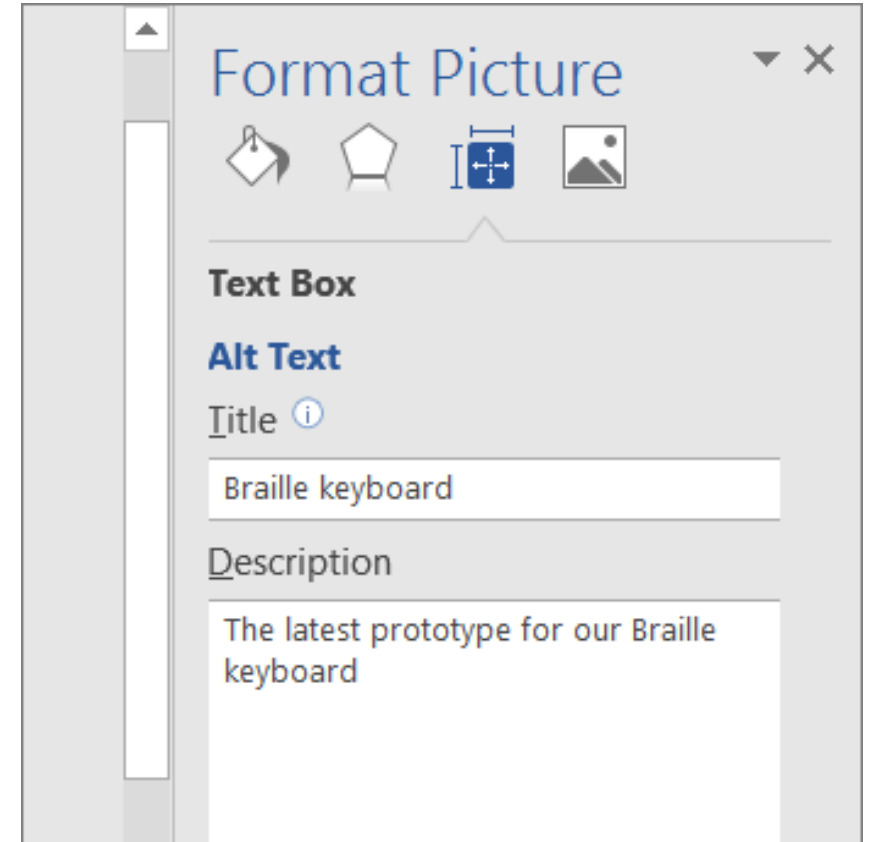 Format Picture
Text Box
Alt Text
Title
Braille keyboard
Description
The latest prototype for our Braille
keyboard